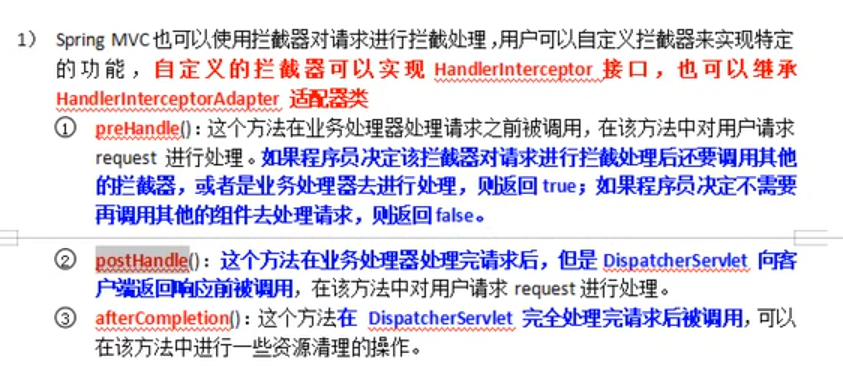 1） Spring MVC也可以使用拦截器对请求进行拦截处理，用户可以自定义拦截器来实现特定
的功能，自定义的拦截器可以实现 HandlerInterceptor 接口，也可以继承
HandlerInterceptorAdapter 适配器类
① preHandle()：这个方法在业务处理器处理请求之前被调用，在该方法中对用户请求
request 进行处理。如果程序员决定该拦截器对请求进行拦截处理后还要调用其他
的拦截器，或者是业务处理器去进行处理，则返回 true；如果程序员决定不需要
再调用其他的组件去处理请求，则返回 false。
② postHandle()：这个方法在业务处理器处理完请求后，但是 DispatcherServlet 向客
户端返回响应前被调用，在该方法中对用户请求 request 进行处理。
③ afterCompletion()：这个方法在 DispatcherServlet 完全处理完请求后被调用，可以
在该方法中进行一些资源清理的操作。